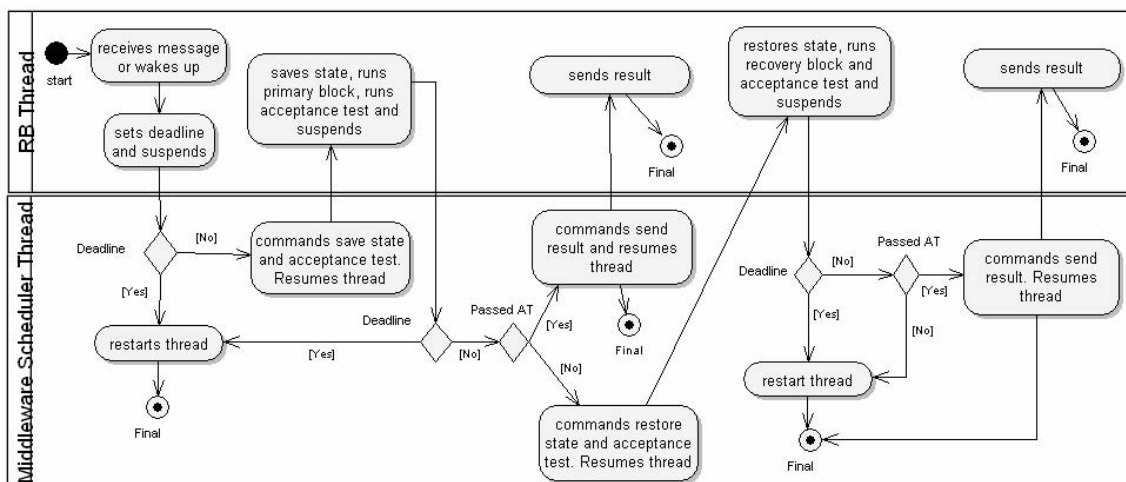 RB Thread
start
receives message
or wakes up
sets deadline
and suspends
saves state, runs
primary block, runs
acceptance test and
suspends
sends result
Final
restores state, runs
recovery block and
acceptance test and
suspends
sends result
Final
Middleware Scheduler Thread
Deadline
[No]
[Yes]
commands save state
and acceptance test.
Resumes thread
restarts thread
Final
[Yes]
Deadline
[No]
Passed AT
[Yes]
[No]
commands send
result and resumes
thread
Final
commands restore
state and acceptance
test. Resumes thread
Deadline
[No]
[Yes]
Passed AT
[Yes]
[No]
commands send
result. Resumes
thread
restart thread
Final